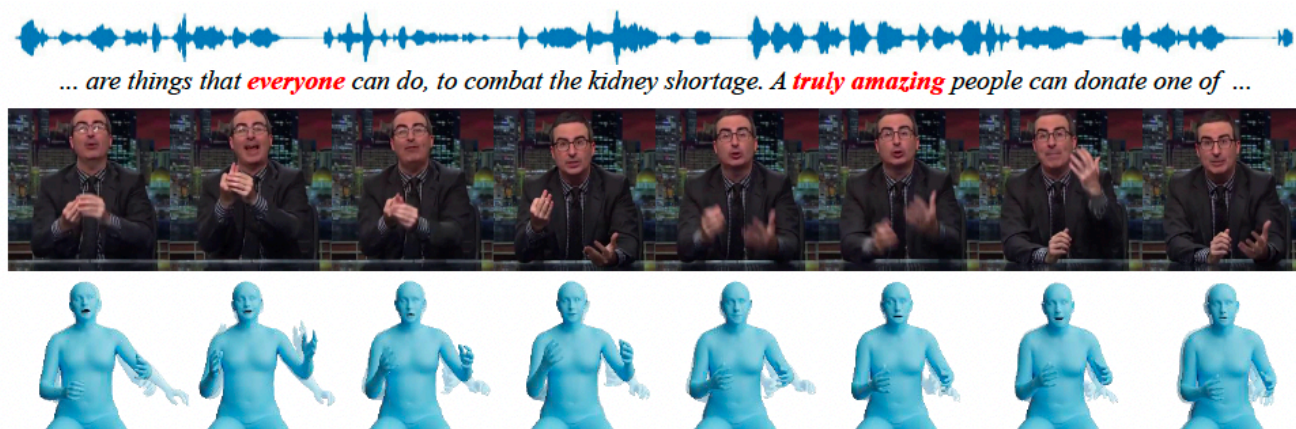 ... are things that everyone can do, to combat the kidney shortage. A truly amazing people can donate one of ...